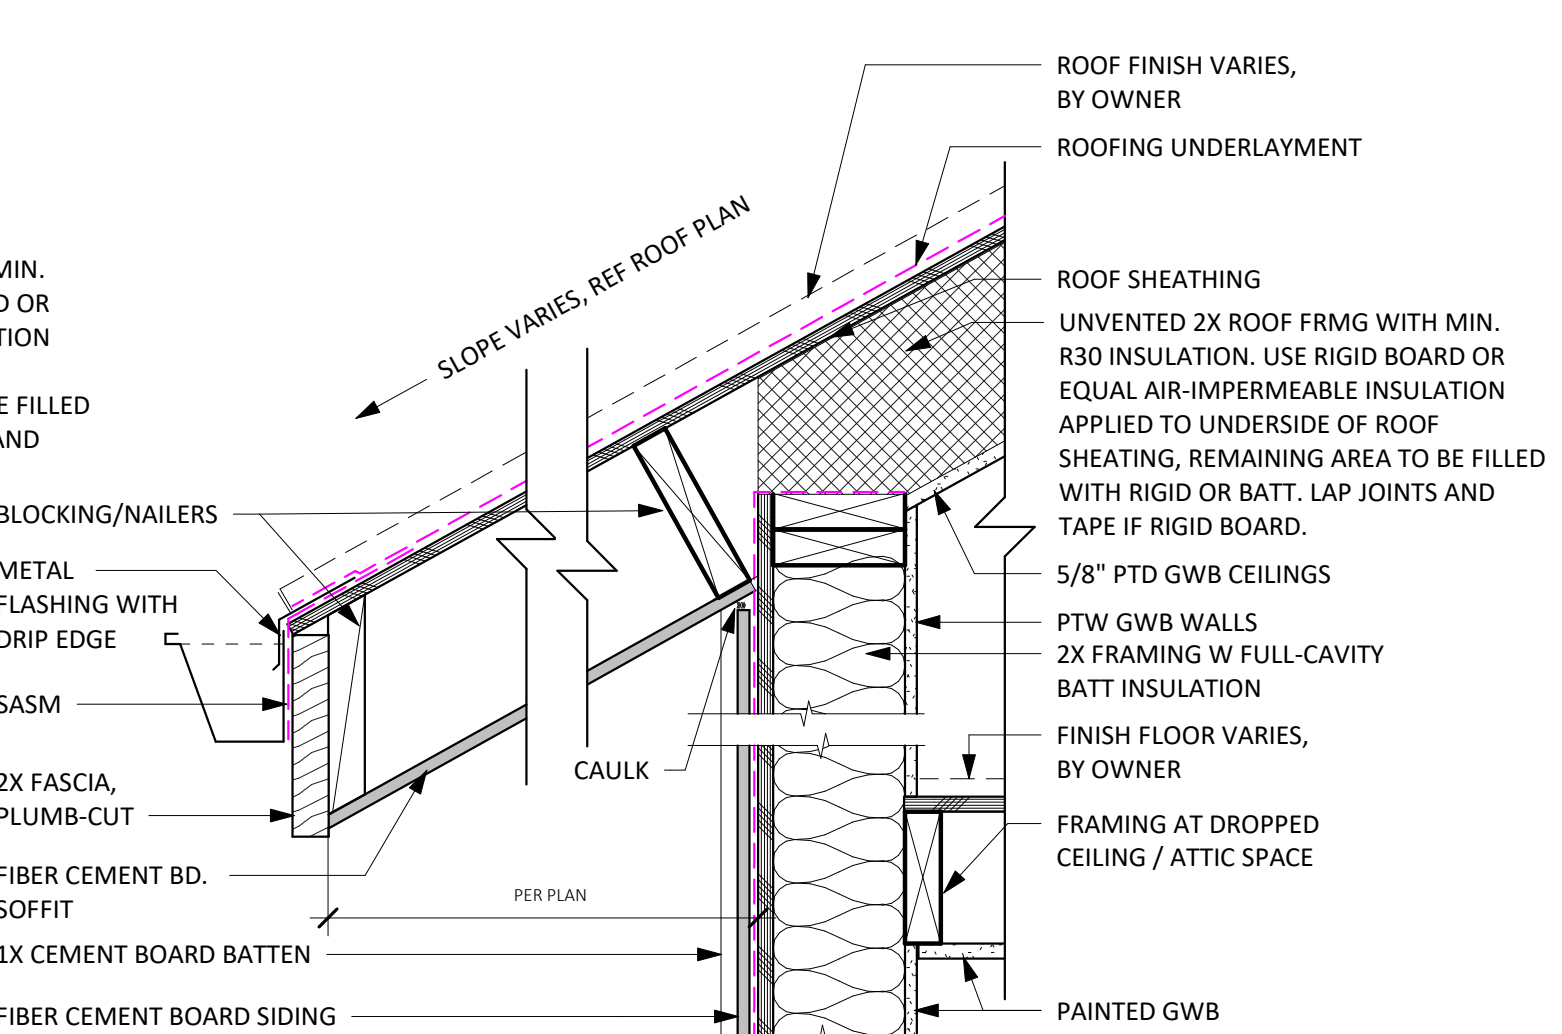 ROOF FINISH VARIES,
BY OWNER
ROOFING UNDERLAYMENT
SLOPE VARIES, REF ROOF PLAN
MIN.
D OR
TION
E FILLED
AND
ROOF SHEATHING
UNVENTED 2X ROOF FRMG WITH MIN.
R30 INSULATION. USE RIGID BOARD OR
EQUAL AIR-IMPERMEABLE INSULATION
APPLIED TO UNDERSIDE OF ROOF
SHEATING, REMAINING AREA TO BE FILLED
WITH RIGID OR BATT. LAP JOINTS AND
TAPE IF RIGID BOARD.
BLOCKING/NAILERS
METAL
FLASHING WITH
DRIP EDGE
SASM
2X FASCIA,
PLUMB-CUT
FIBER CEMENT BD.
SOFFIT
1X CEMENT BOARD BATTEN
FIBER CEMENT BOARD SIDING
CAULK
PER PLAN
5/8" PTD GWB CEILINGS
PTW GWB WALLS
2X FRAMING W FULL-CAVITY
BATT INSULATION
FINISH FLOOR VARIES,
BY OWNER
FRAMING AT DROPPED
CEILING / ATTIC SPACE
PAINTED GWB